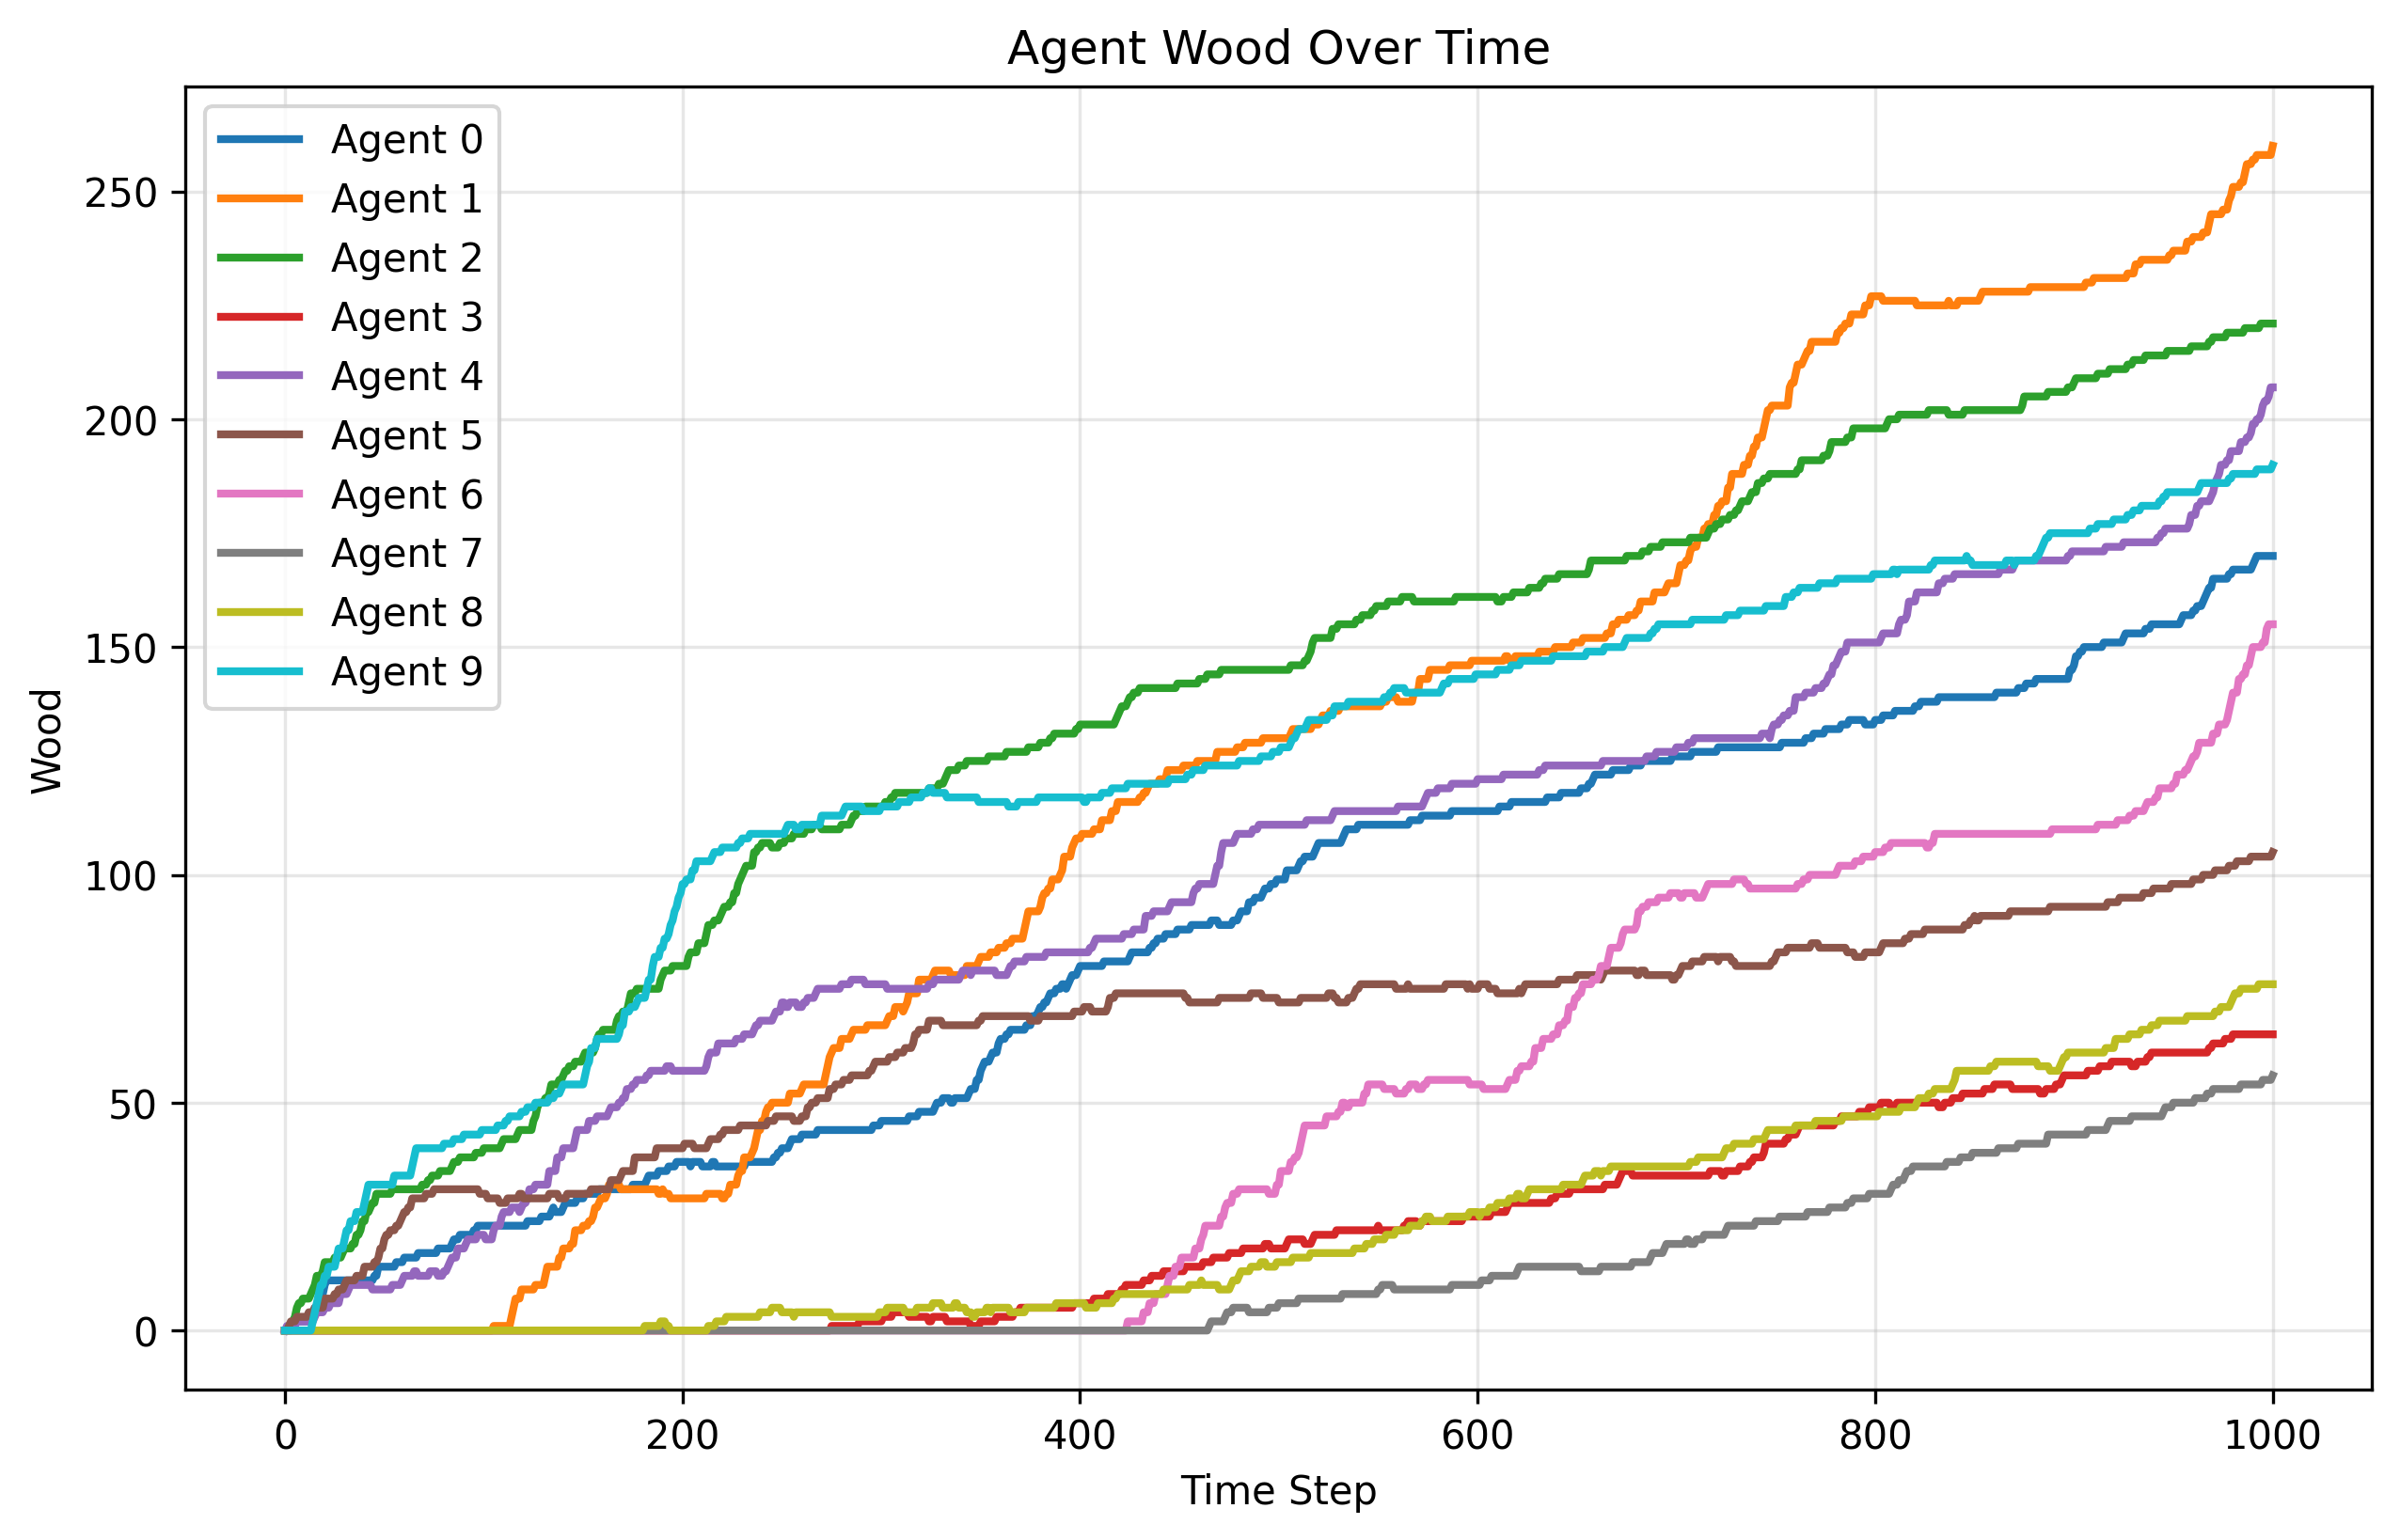 Agent Wood Over Time
Agent 0
Agent 1
Agent 2
Agent 3
Agent 4
Agent 5
Agent 6
Agent 7
Agent 8
Agent 9
250
200
150
100
50
0
Wood
0 200 400 600 800 1000
Time Step